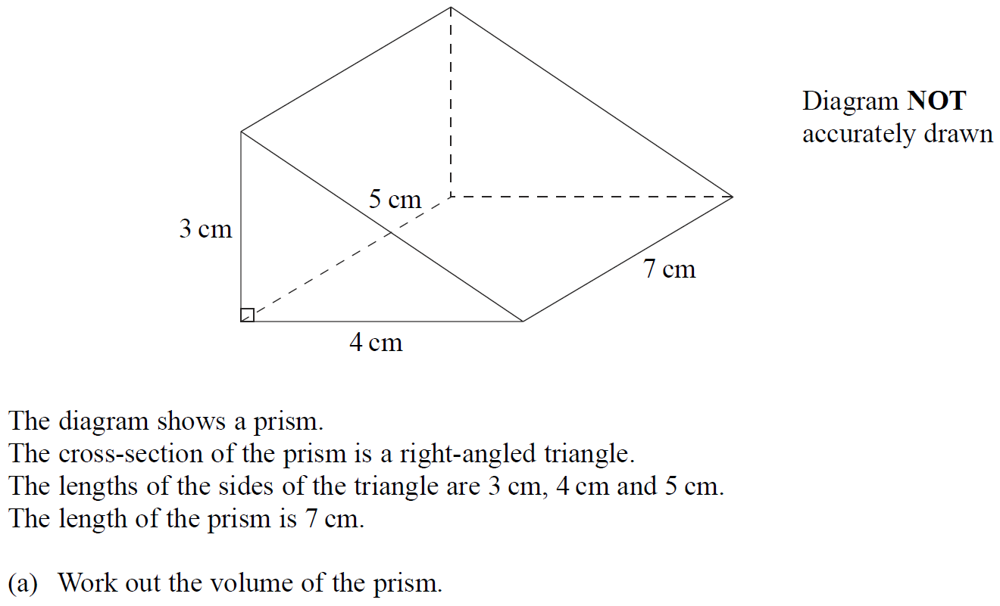 Diagram NOT
accurately drawn
5 cm
3 cm
7 cm
4 cm
The diagram shows a prism.
The cross-section of the prism is a right-angled triangle.
The lengths of the sides of the triangle are 3 cm, 4 cm and 5 cm.
The length of the prism is 7 cm.
(a) Work out the volume of the prism.